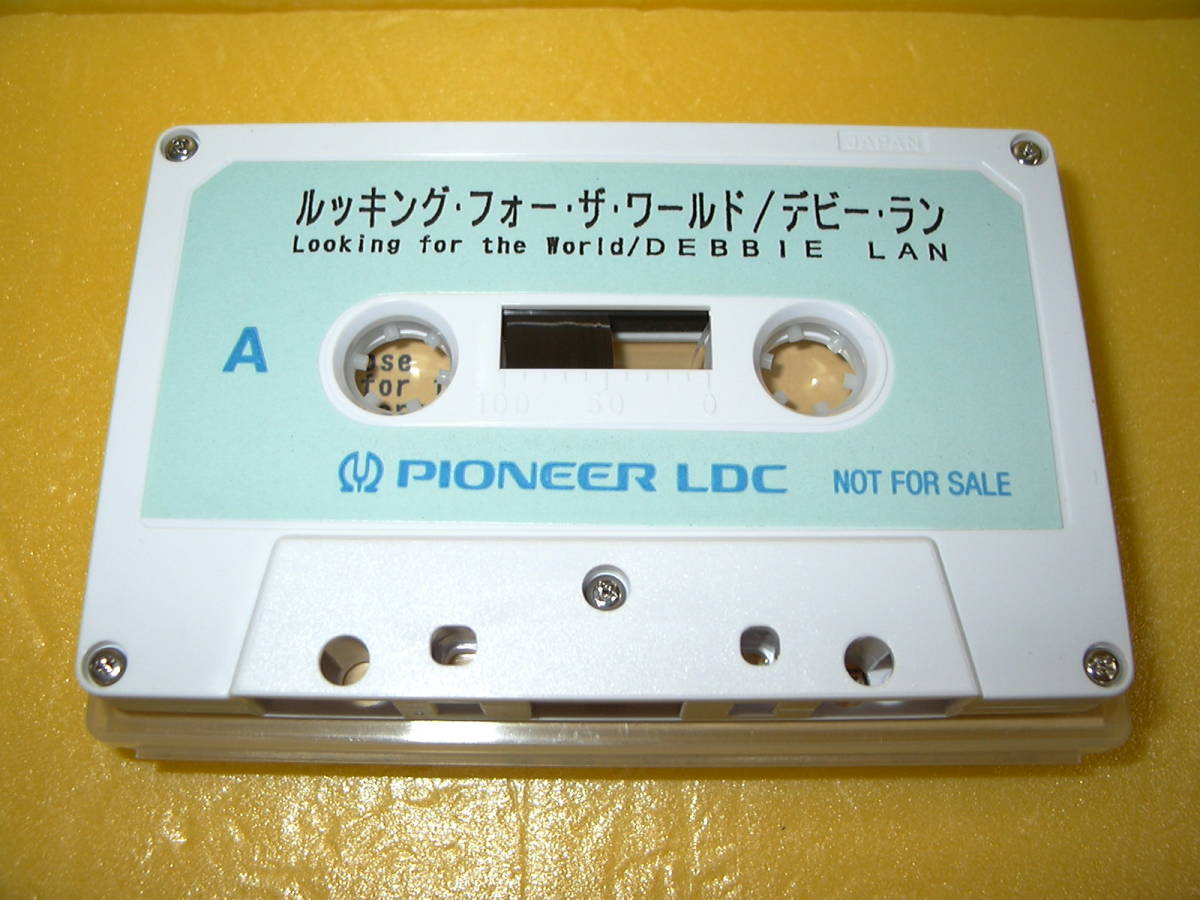 JAPAN
ルッキング・フォー・ザ・ワールド/デビー・ラン
Looking for the World/DEBBIE LAN
A
for
100 50 0
PIONEER LDC NOT FOR SALE